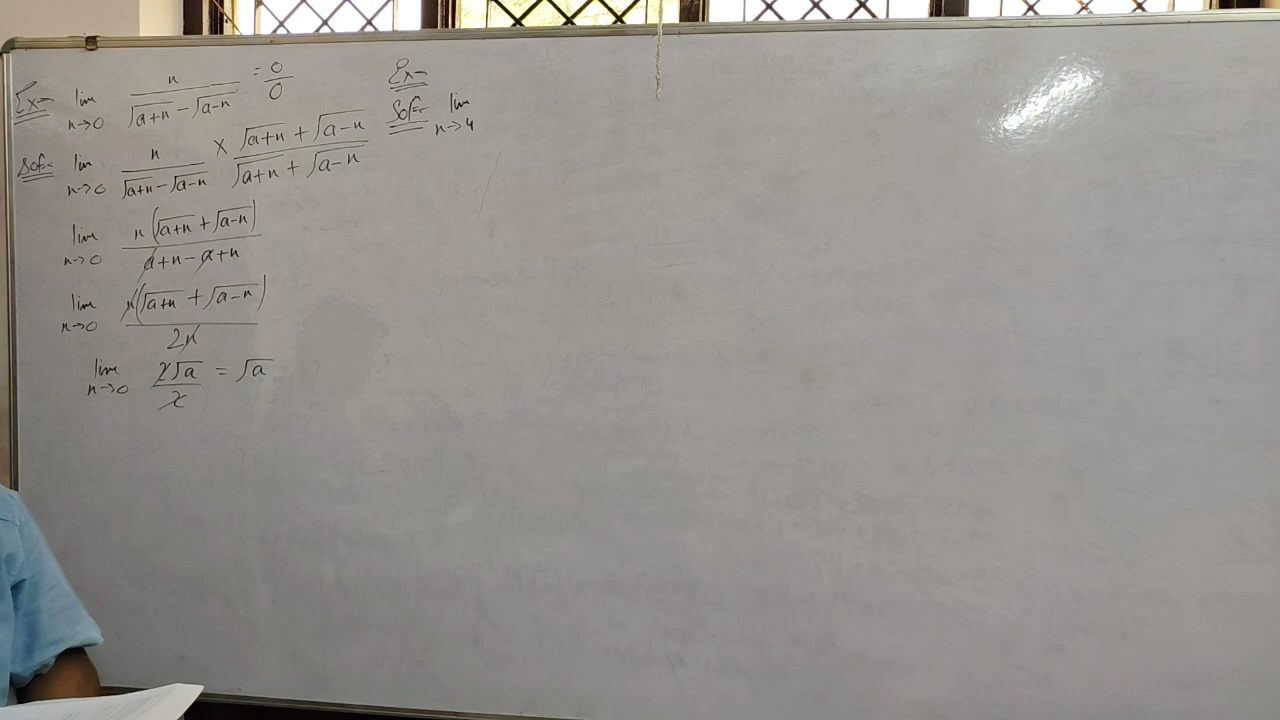 Ex- lim n→0 n / (√a+n - √a-n) = 0/0
Sol- lim n→0 n / (√a+n - √a-n) × (√a+n + √a-n) / (√a+n + √a-n)
lim n→0 n(√a+n + √a-n) / a+n-a+n
lim n→0 n(√a+n + √a-n) / 2n
lim n→0 2√a / 2 = √a
Ex-
Sol- lim n→4